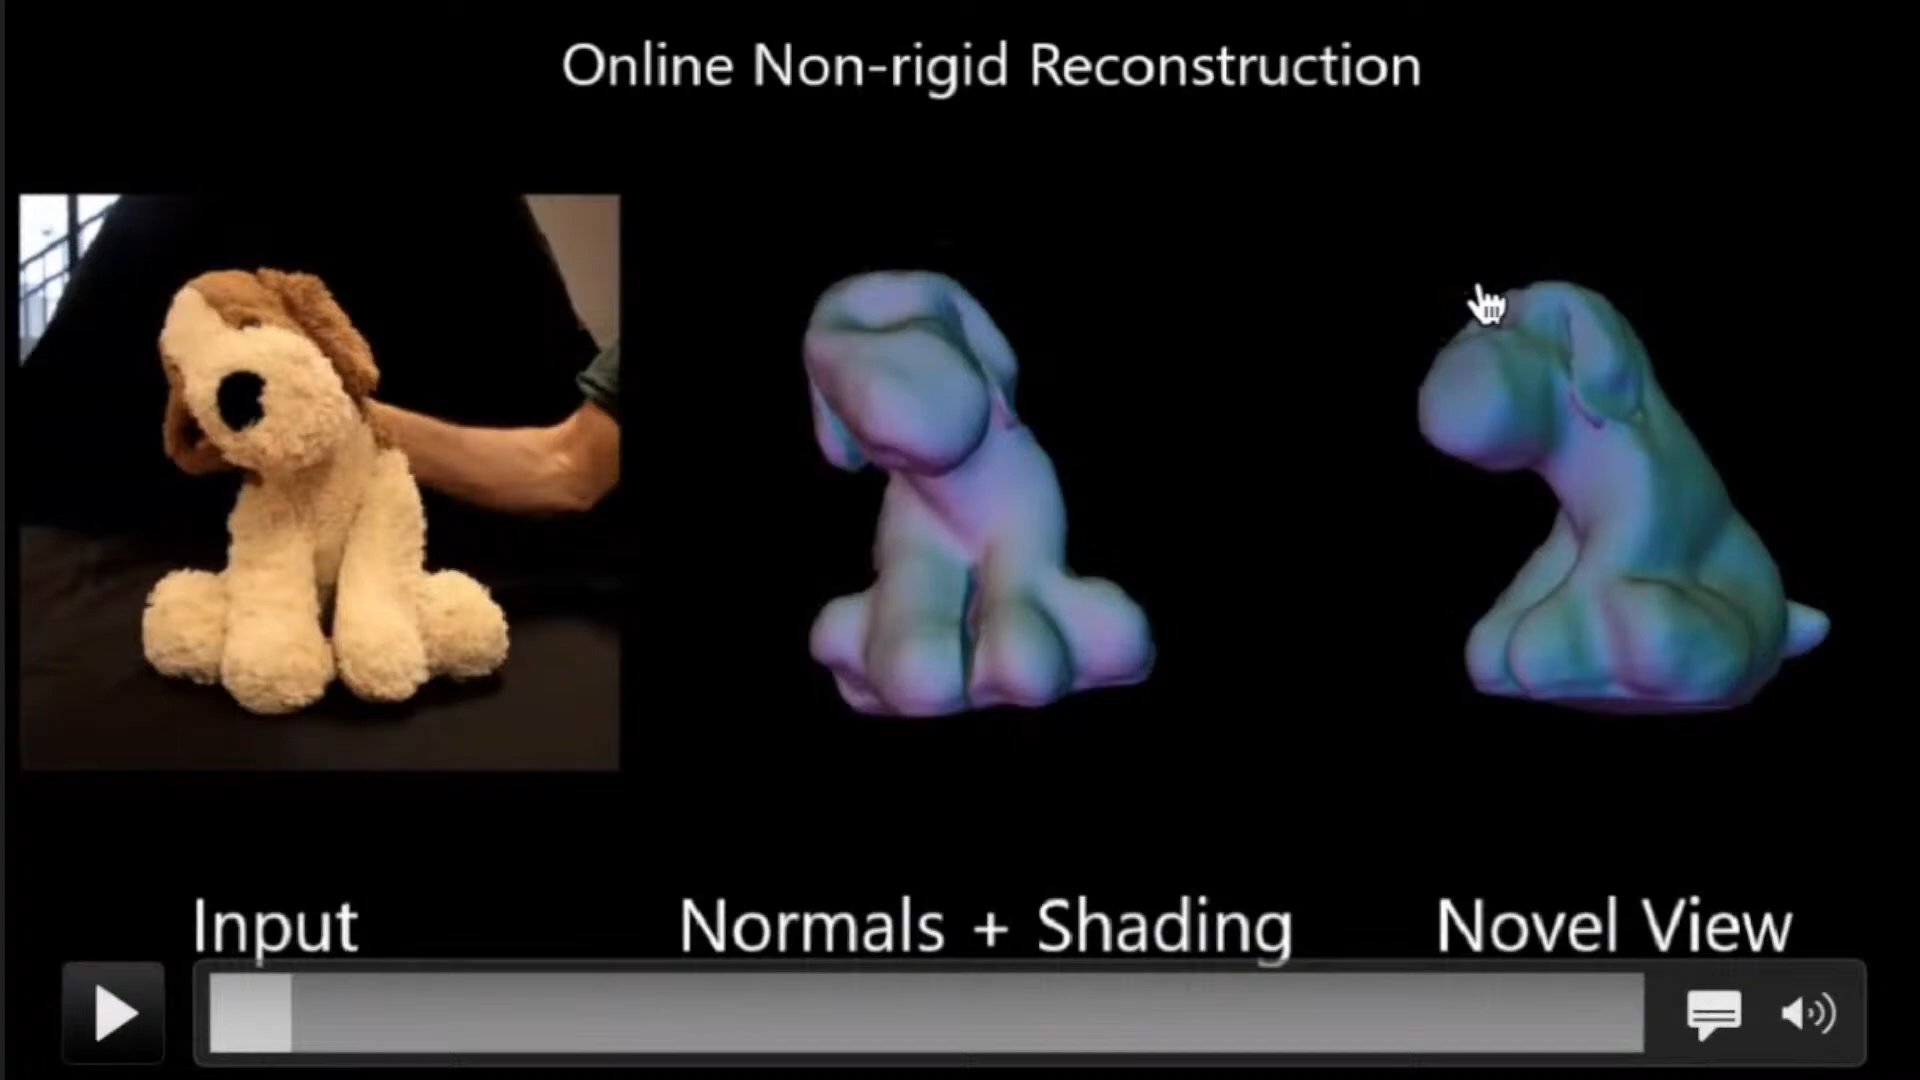 Online Non-rigid Reconstruction
Input
Normals + Shading
Novel View